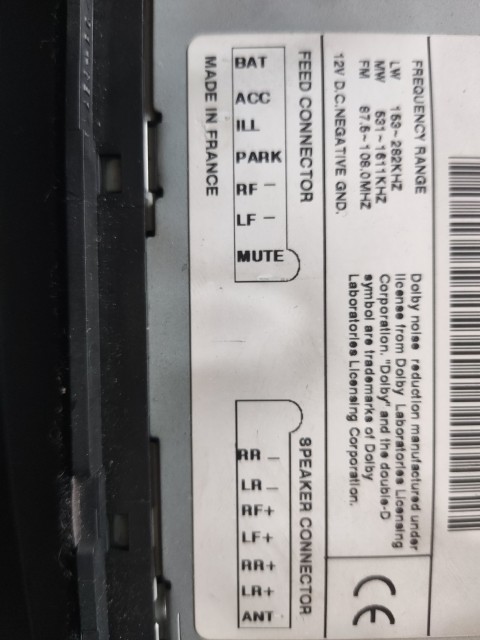 FREQUENCY RANGE
LW 153~282KHZ
MW 531~1611KHZ
FM 87.5~108.0MHZ
12V D.C.NEGATIVE GND.
Dolby noise reduction manufactured under
license from Dolby Laboratories Licensing
Corporation. "Dolby" and the double-D
symbol are trademarks of Dolby
Laboratories Licensing Corporation.
CE
FEED CONNECTOR
BAT
ACC
ILL
PARK
RF -
LF -
MUTE
MADE IN FRANCE
SPEAKER CONNECTOR
RR -
LR -
RF+
LF+
RR+
LR+
ANT